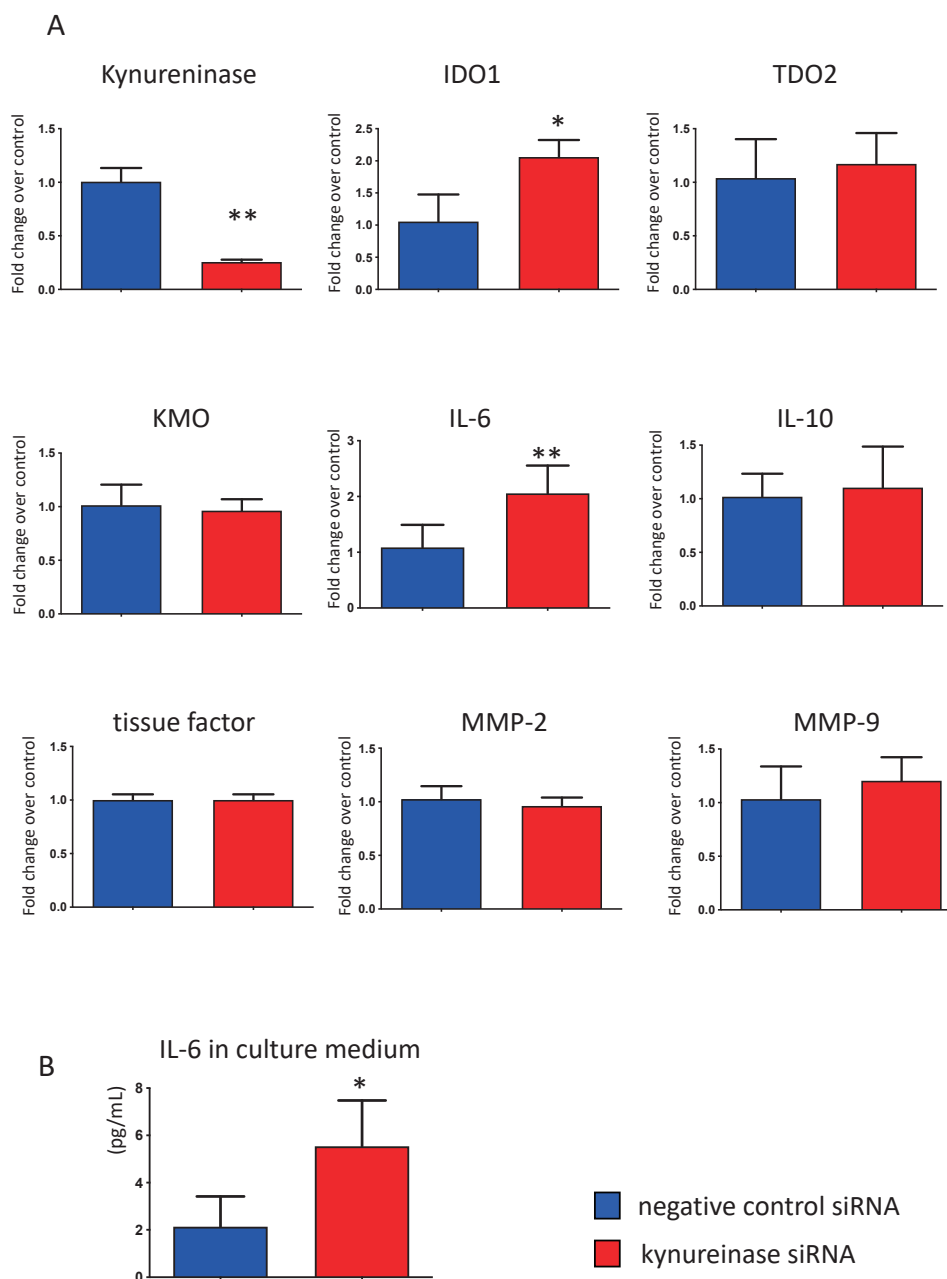 A
Kynureninase
IDO1
TDO2
Fold change over control
1.5
1.0
0.5
0.0
**
Fold change over control
2.5
2.0
1.5
1.0
0.5
0.0
*
Fold change over control
1.5
1.0
0.5
0.0
KMO
IL-6
IL-10
Fold change over control
1.5
1.0
0.5
0.0
Fold change over control
3
2
1
0
**
Fold change over control
1.5
1.0
0.5
0.0
tissue factor
MMP-2
MMP-9
Fold change over control
1.5
1.0
0.5
0.0
Fold change over control
1.5
1.0
0.5
0.0
Fold change over control
1.5
1.0
0.5
0.0
B
IL-6 in culture medium
(pg/mL)
8
6
4
2
0
*
negative control siRNA
kynureinase siRNA